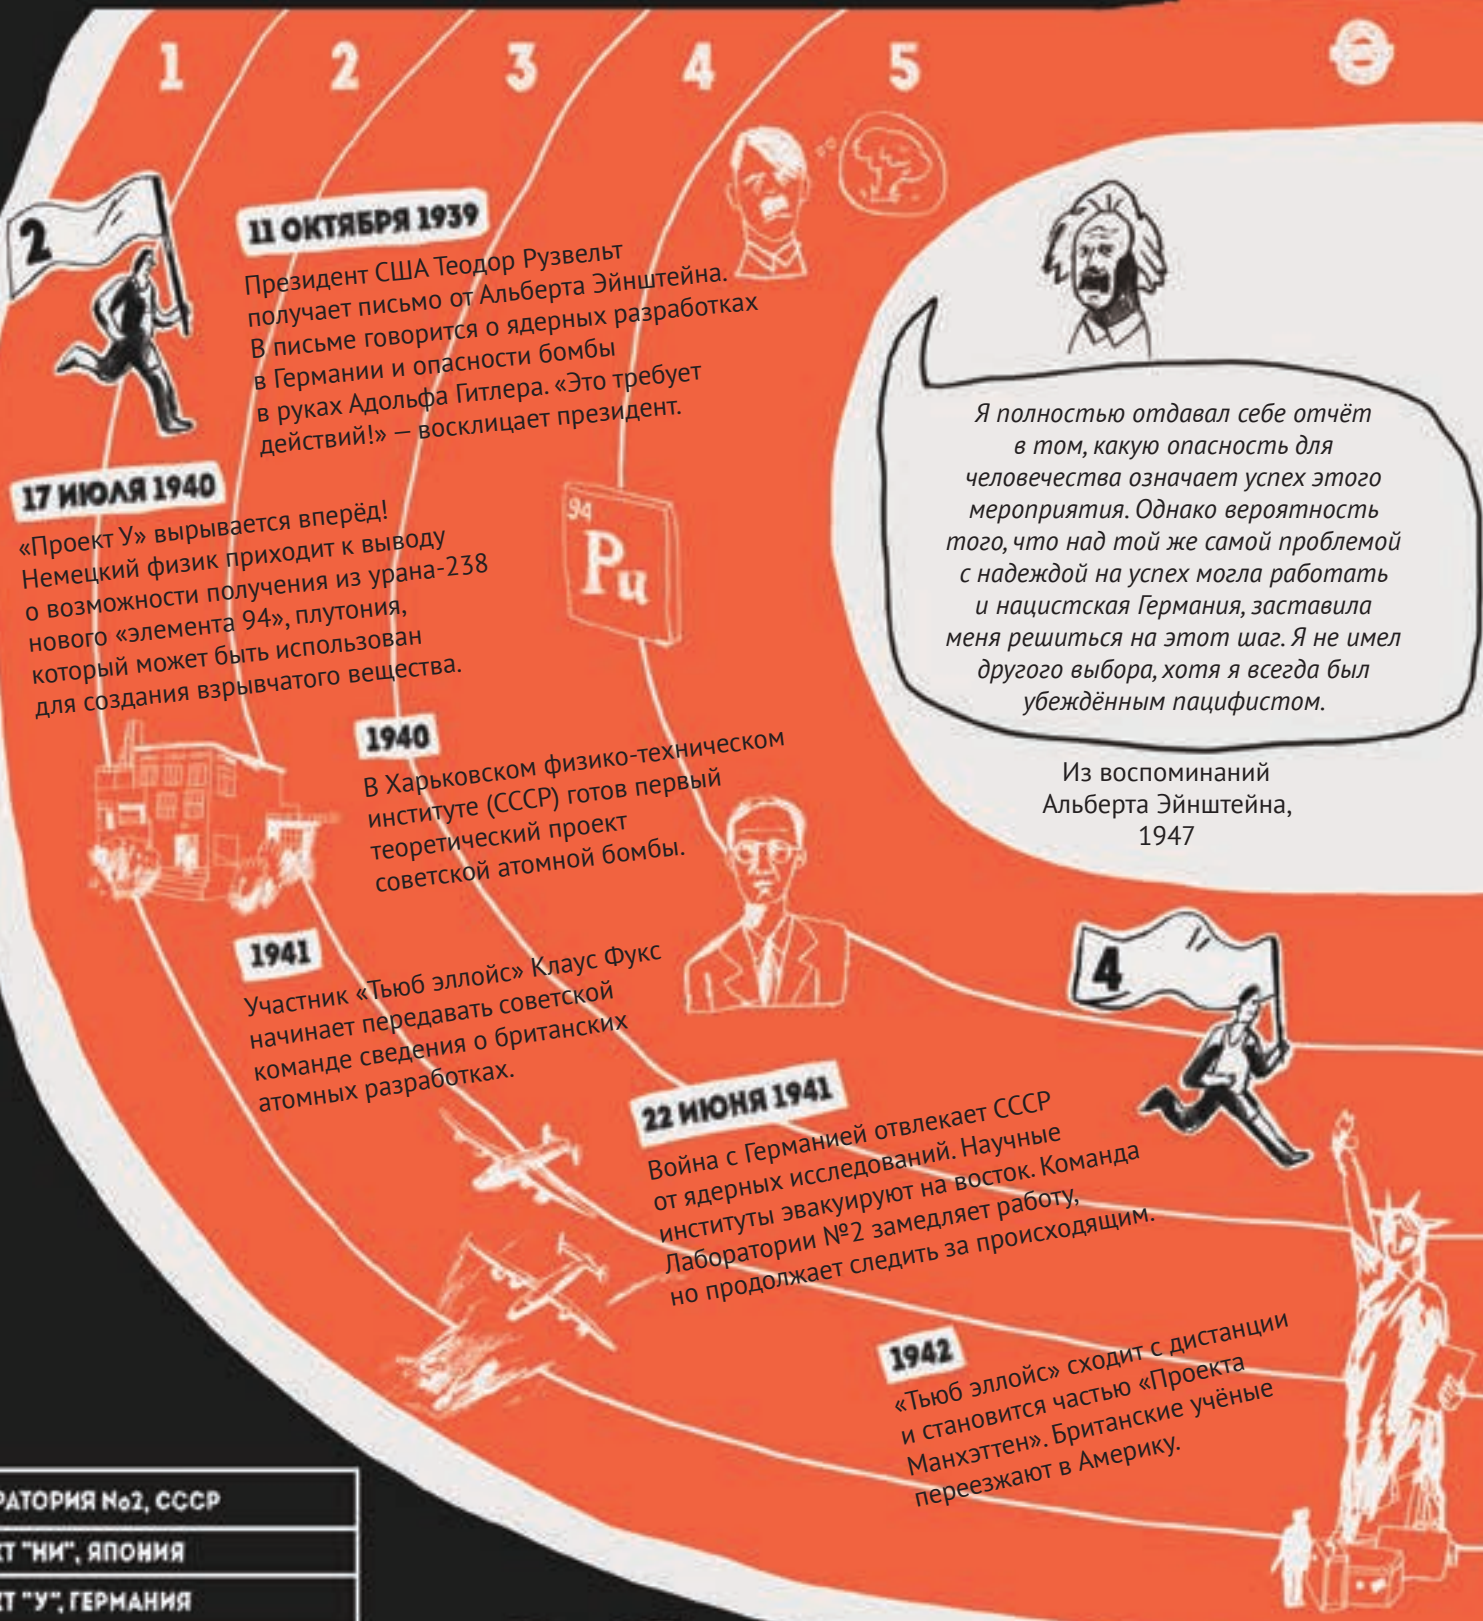 1 2 3 4 5
2
11 ОКТЯБРЯ 1939
Президент США Теодор Рузвельт
получает письмо от Альберта Эйнштейна.
В письме говорится о ядерных разработках
в Германии и опасности бомбы
в руках Адольфа Гитлера. «Это требует
действий!» — восклицает президент.
17 ИЮЛЯ 1940
«Проект У» вырывается вперёд!
Немецкий физик приходит к выводу
о возможности получения из урана-238
нового «элемента 94», плутония,
который может быть использован
для создания взрывчатого вещества.
94
Pu
Я полностью отдавал себе отчёт
в том, какую опасность для
человечества означает успех этого
мероприятия. Однако вероятность
того, что над той же самой проблемой
с надеждой на успех могла работать
и нацистская Германия, заставила
меня решиться на этот шаг. Я не имел
другого выбора, хотя я всегда был
убеждённым пацифистом.
Из воспоминаний
Альберта Эйнштейна,
1947
1940
В Харьковском физико-техническом
институте (СССР) готов первый
теоретический проект
советской атомной бомбы.
1941
Участник «Тьюб эллойс» Клаус Фукс
начинает передавать советской
команде сведения о британских
атомных разработках.
4
22 ИЮНЯ 1941
Война с Германией отвлекает СССР
от ядерных исследований. Научные
институты эвакуируют на восток. Команда
Лаборатории №2 замедляет работу,
но продолжает следить за происходящим.
1942
«Тьюб эллойс» сходит с дистанции
и становится частью «Проекта
Манхэттен». Британские учёные
переезжают в Америку.
РАТОРИЯ №2, СССР
КТ "НИ", ЯПОНИЯ
КТ "У", ГЕРМАНИЯ